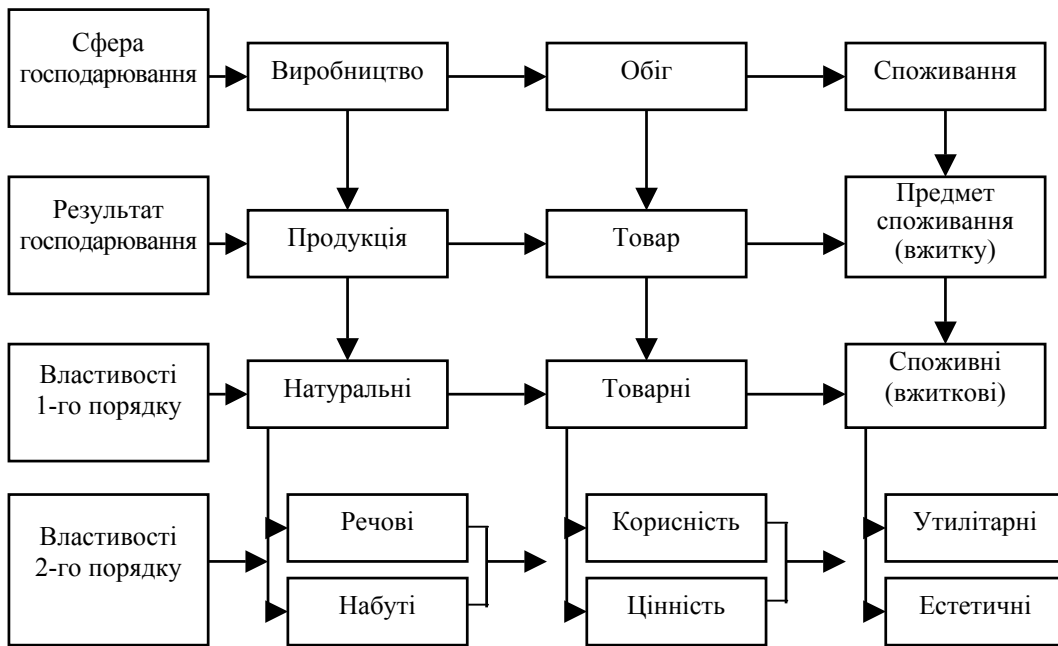 Сфера
господарювання
Виробництво
Обіг
Споживання
Результат
господарювання
Продукція
Товар
Предмет
споживання
(вжитку)
Властивості
1-го порядку
Натуральні
Товарні
Споживні
(вжиткові)
Властивості
2-го порядку
Речові
Корисність
Утилітарні
Набуті
Цінність
Естетичні